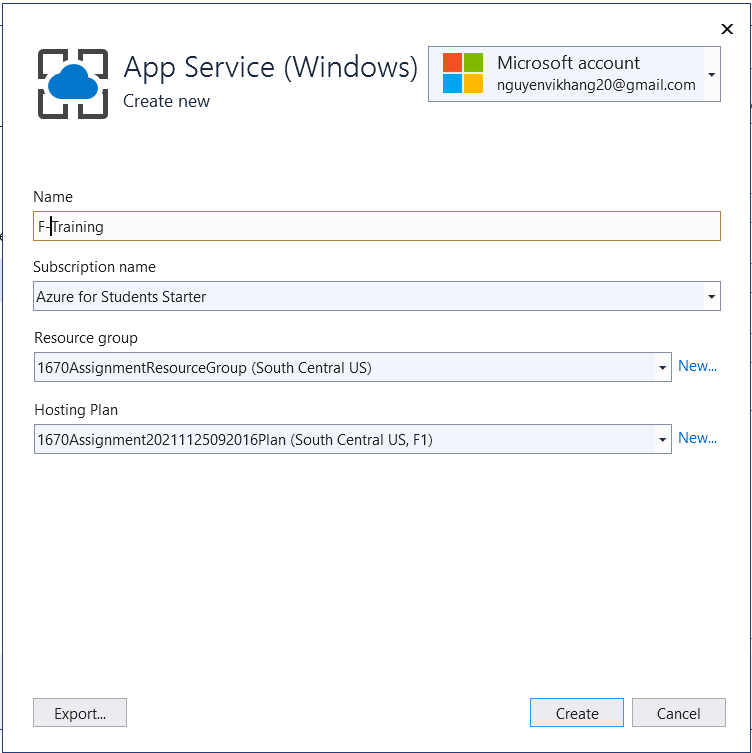 App Service (Windows)
Create new
Microsoft account
nguyenvikhang20@gmail.com
Name
F-Training
Subscription name
Azure for Students Starter
Resource group
1670AssignmentResourceGroup (South Central US)
New...
Hosting Plan
1670Assignment20211125092016Plan (South Central US, F1)
New...
Export...
Create
Cancel